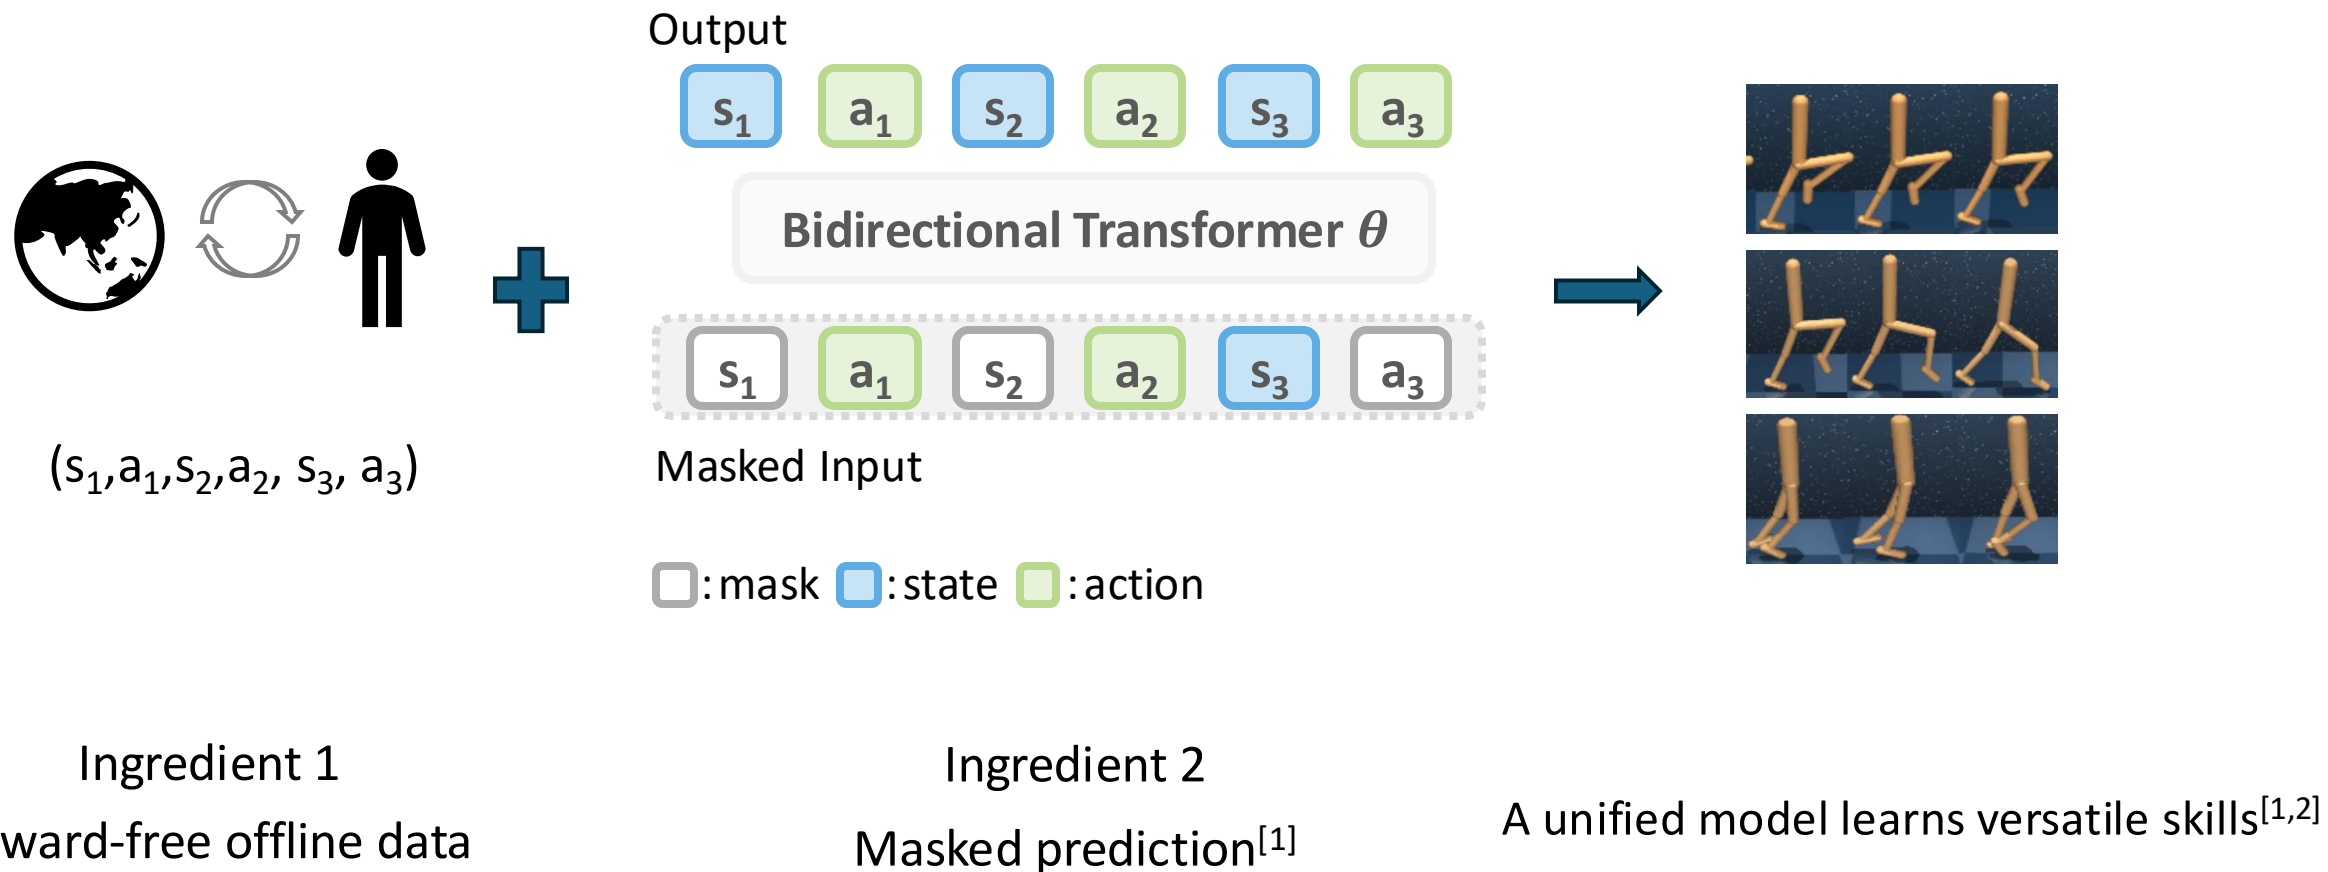 Output
s₁ a₁ s₂ a₂ s₃ a₃
Bidirectional Transformer θ
s₁ a₁ s₂ a₂ s₃ a₃
(s₁,a₁,s₂,a₂, s₃, a₃)
Masked Input
: mask : state : action
Ingredient 1
ward-free offline data
Ingredient 2
Masked prediction[1]
A unified model learns versatile skills[1,2]